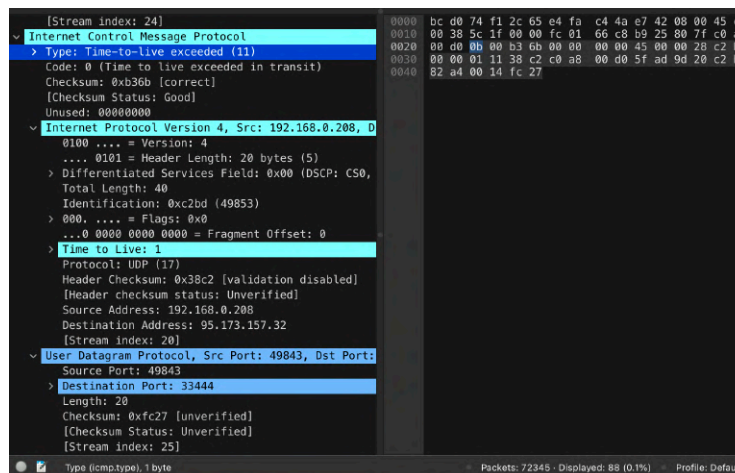 [Stream index: 24]
Internet Control Message Protocol
Type: Time-to-live exceeded (11)
Code: 0 (Time to live exceeded in transit)
Checksum: 0xb36b [correct]
[Checksum Status: Good]
Unused: 00000000
Internet Protocol Version 4, Src: 192.168.0.208, D
0100 .... = Version: 4
.... 0101 = Header Length: 20 bytes (5)
Differentiated Services Field: 0x00 (DSCP: CS0,
Total Length: 40
Identification: 0xc2bd (49853)
000. .... = Flags: 0x0
...0 0000 0000 0000 = Fragment Offset: 0
Time to Live: 1
Protocol: UDP (17)
Header Checksum: 0x38c2 [validation disabled]
[Header checksum status: Unverified]
Source Address: 192.168.0.208
Destination Address: 95.173.157.32
[Stream index: 20]
User Datagram Protocol, Src Port: 49843, Dst Port:
Source Port: 49843
Destination Port: 33444
Length: 20
Checksum: 0xfc27 [unverified]
[Checksum Status: Unverified]
[Stream index: 25]
0000 bc d0 74 f1 2c 65 e4 fa c4 4a e7 42 08 00 45
0010 00 38 5c 1f 00 00 fc 01 66 c8 b9 25 80 7f c0
0020 00 d0 0b 00 b3 6b 00 00 00 00 45 00 00 28 c2
0030 00 00 01 11 38 c2 c0 a8 00 d0 5f ad 9d 20 c2
0040 82 a4 00 14 fc 27
Type (icmp.type), 1 byte
Packets: 72345 · Displayed: 88 (0.1%)
Profile: Defau